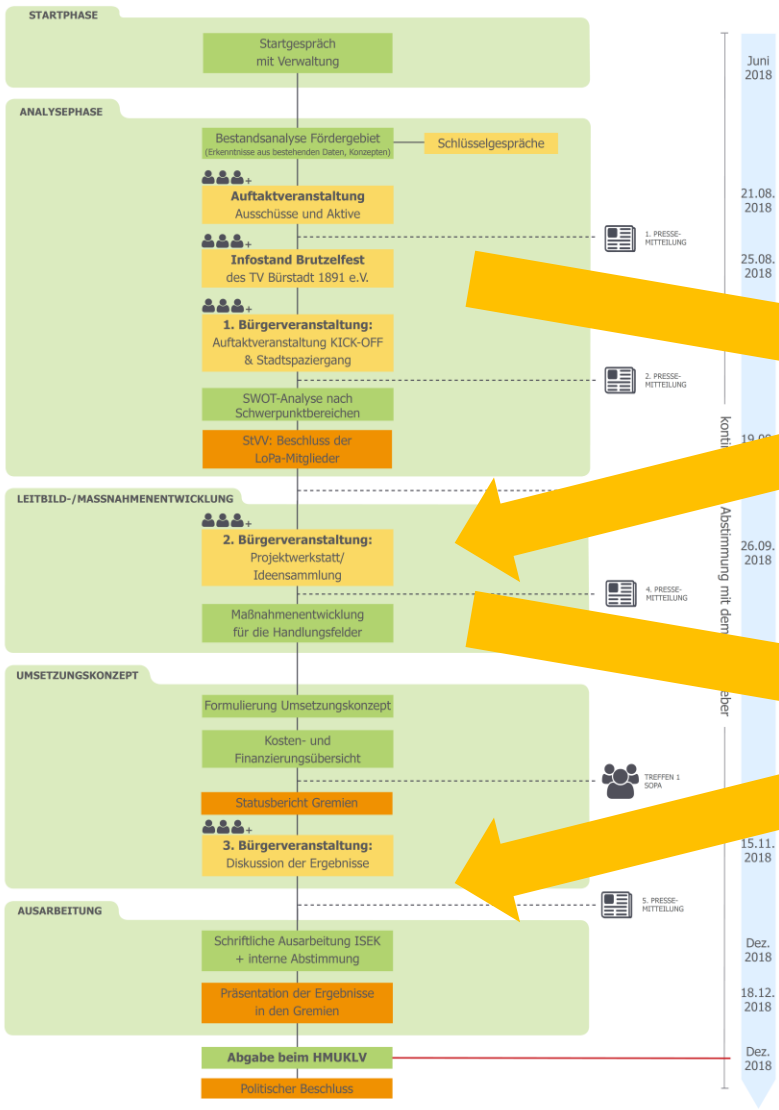 STARTPHASE
Startgespräch
mit Verwaltung
Juni
2018
ANALYSEPHASE
Bestandsanalyse Fördergebiet
(Erkenntnisse aus bestehenden Daten, Konzepten)
Schlüsselgespräche
Auftaktveranstaltung
Ausschüsse und Aktive
21.08.
2018
1. PRESSE-
MITTEILUNG
Infostand Brutzelfest
des TV Bürstadt 1891 e.V.
25.08.
2018
1. Bürgerveranstaltung:
Auftaktveranstaltung KICK-OFF
& Stadtspaziergang
2. PRESSE-
MITTEILUNG
SWOT-Analyse nach
Schwerpunktbereichen
StVV: Beschluss der
LoPa-Mitglieder
Abstimmung mit dem
LEITBILD-/MASSNAHMENENTWICKLUNG
2. Bürgerveranstaltung:
Projektwerkstatt/
Ideensammlung
26.09.
2018
4. PRESSE-
MITTEILUNG
Maßnahmenentwicklung
für die Handlungsfelder
UMSETZUNGSKONZEPT
Formulierung Umsetzungskonzept
Kosten- und
Finanzierungsübersicht
TREFFEN 1
SOPA
Statusbericht Gremien
3. Bürgerveranstaltung:
Diskussion der Ergebnisse
15.11.
2018
5. PRESSE-
MITTEILUNG
AUSARBEITUNG
Schriftliche Ausarbeitung ISEK
+ interne Abstimmung
Dez.
2018
Präsentation der Ergebnisse
in den Gremien
18.12.
2018
Abgabe beim HMUKLV
Dez.
2018
Politischer Beschluss